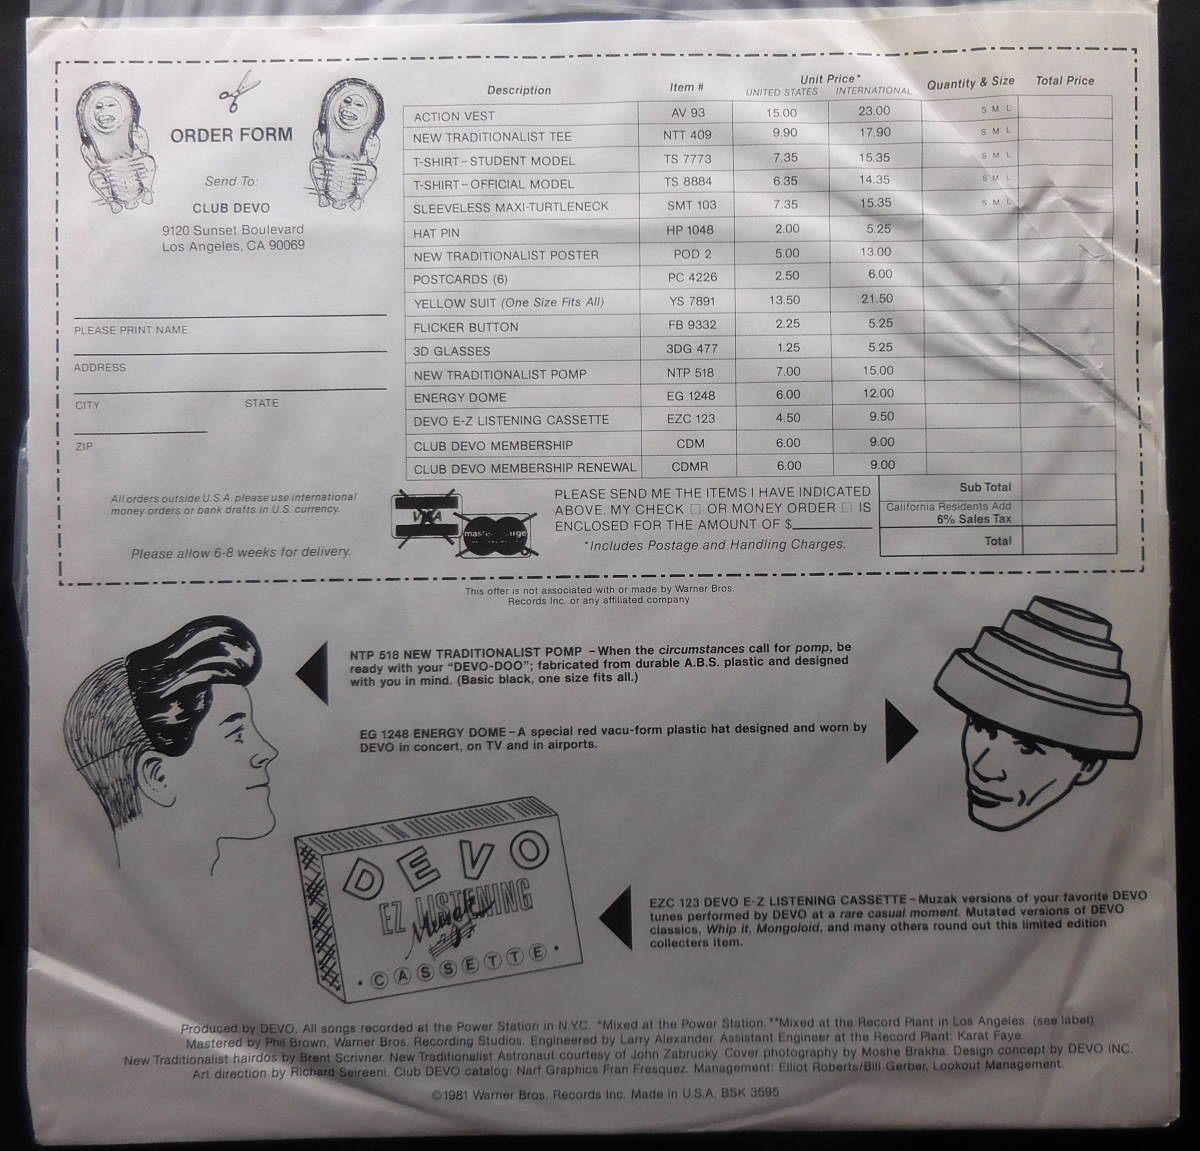 ORDER FORM
Send To:
CLUB DEVO
9120 Sunset Boulevard
Los Angeles, CA 90069
PLEASE PRINT NAME
ADDRESS
CITY STATE
ZIP
All orders outside U.S.A. please use international
money orders or bank drafts in U.S. currency.
Please allow 6-8 weeks for delivery.
Description Item # Unit Price* Quantity & Size Total Price
UNITED STATES INTERNATIONAL
ACTION VEST AV 93 15.00 23.00 S M L
NEW TRADITIONALIST TEE NTT 409 9.90 17.90 S M L
T-SHIRT – STUDENT MODEL TS 7773 7.35 15.35 S M L
T-SHIRT – OFFICIAL MODEL TS 8884 6.35 14.35 S M L
SLEEVELESS MAXI-TURTLENECK SMT 103 7.35 15.35 S M L
HAT PIN HP 1048 2.00 5.25
NEW TRADITIONALIST POSTER POD 2 5.00 13.00
POSTCARDS (6) PC 4226 2.50 6.00
YELLOW SUIT (One Size Fits All) YS 7891 13.50 21.50
FLICKER BUTTON FB 9332 2.25 5.25
3D GLASSES 3DG 477 1.25 5.25
NEW TRADITIONALIST POMP NTP 518 7.00 15.00
ENERGY DOME EG 1248 6.00 12.00
DEVO E-Z LISTENING CASSETTE EZC 123 4.50 9.50
CLUB DEVO MEMBERSHIP CDM 6.00 9.00
CLUB DEVO MEMBERSHIP RENEWAL CDMR 6.00 9.00
VISA
master charge
PLEASE SEND ME THE ITEMS I HAVE INDICATED
ABOVE. MY CHECK □ OR MONEY ORDER □ IS
ENCLOSED FOR THE AMOUNT OF $
*Includes Postage and Handling Charges.
Sub Total
California Residents Add
6% Sales Tax
Total
This offer is not associated with or made by Warner Bros.
Records Inc. or any affiliated company
NTP 518 NEW TRADITIONALIST POMP – When the circumstances call for pomp, be
ready with your "DEVO-DOO"; fabricated from durable A.B.S. plastic and designed
with you in mind. (Basic black, one size fits all.)
EG 1248 ENERGY DOME – A special red vacu-form plastic hat designed and worn by
DEVO in concert, on TV and in airports.
DEVO
EZ LISTENING
Muzak
CASSETTE
EZC 123 DEVO E-Z LISTENING CASSETTE – Muzak versions of your favorite DEVO
tunes performed by DEVO at a rare casual moment. Mutated versions of DEVO
classics, Whip it, Mongoloid, and many others round out this limited edition
collecters item.
Produced by DEVO. All songs recorded at the Power Station in N.Y.C. *Mixed at the Power Station. **Mixed at the Record Plant in Los Angeles. (see label)
Mastered by Phil Brown, Warner Bros. Recording Studios. Engineered by Larry Alexander. Assistant Engineer at the Record Plant: Karat Faye.
New Traditionalist hairdos by Brent Scrivner. New Traditionalist Astronaut courtesy of John Zabrucky. Cover photography by Moshe Brakha. Design concept by DEVO INC.
Art direction by Richard Seireeni. Club DEVO catalog: Narf Graphics Fran Fresquez. Management: Elliot Roberts/Bill Gerber, Lookout Management.
©1981 Warner Bros. Records Inc. Made in U.S.A. BSK 3595